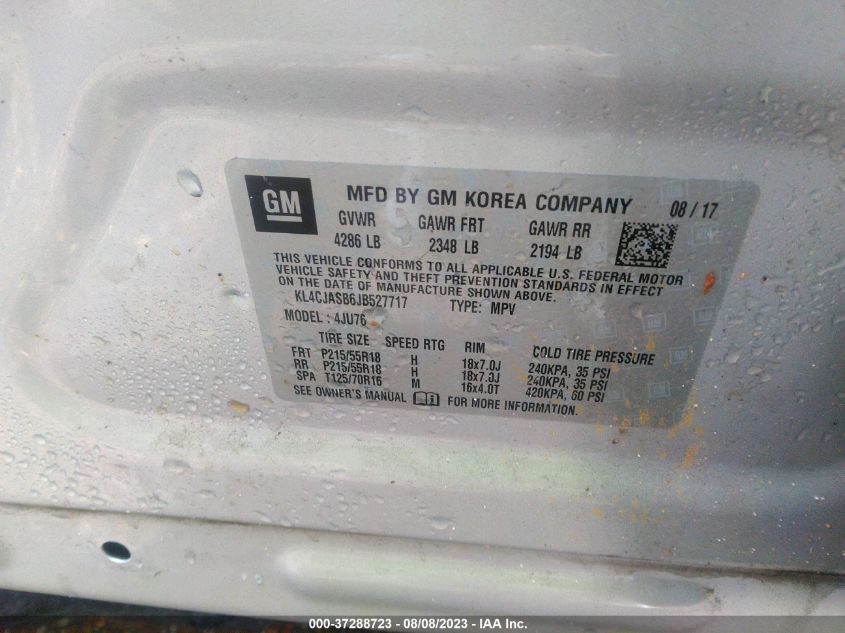 GM
MFD BY GM KOREA COMPANY 08 / 17
GVWR GAWR FRT GAWR RR
4286 LB 2348 LB 2194 LB
THIS VEHICLE CONFORMS TO ALL APPLICABLE U.S. FEDERAL MOTOR
VEHICLE SAFETY AND THEFT PREVENTION STANDARDS IN EFFECT
ON THE DATE OF MANUFACTURE SHOWN ABOVE.
KL4CJASB6JB527717 TYPE: MPV
MODEL : 4JU76
TIRE SIZE SPEED RTG RIM COLD TIRE PRESSURE
FRT P215/55R18 H 18x7.0J 240KPA, 35 PSI
RR P215/55R18 H 18x7.0J 240KPA, 35 PSI
SPA T125/70R16 M 16x4.0T 420KPA, 60 PSI
SEE OWNER'S MANUAL FOR MORE INFORMATION.
000-37288723 - 08/08/2023 - IAA Inc.